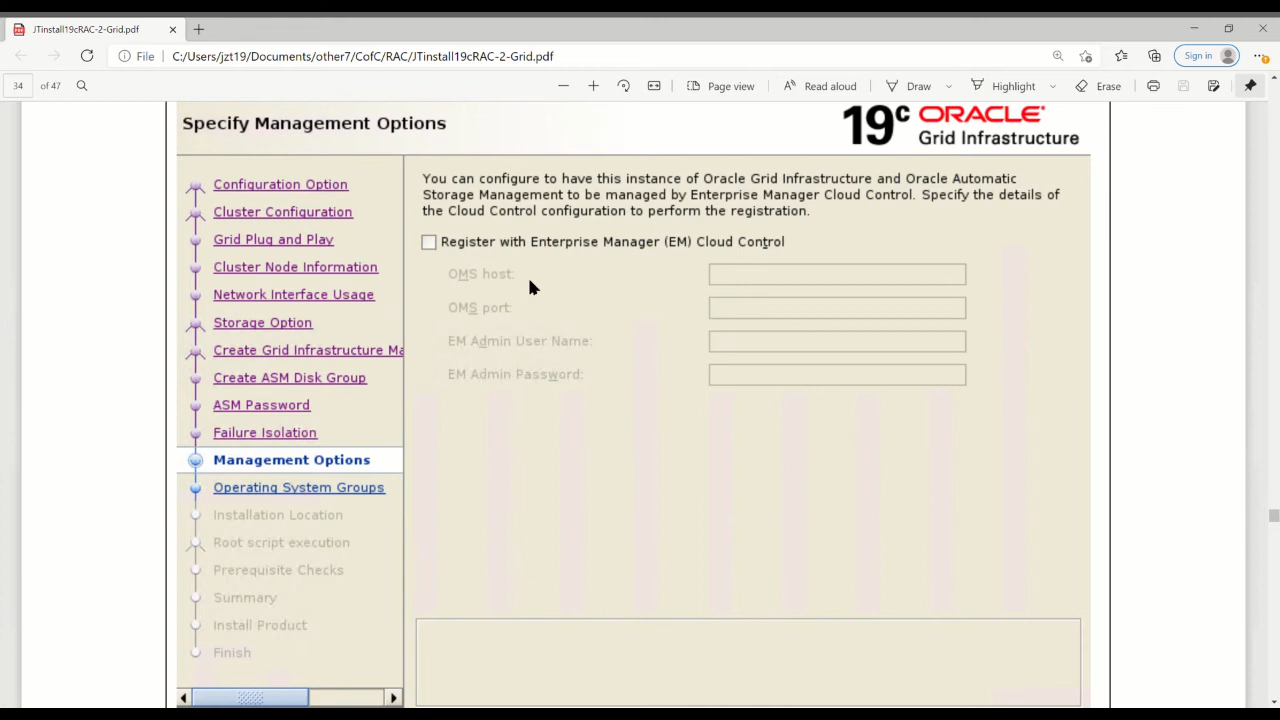 JTinstall19cRAC-2-Grid.pdf
File C:/Users/jzt19/Documents/other7/CofC/RAC/JTinstall19cRAC-2-Grid.pdf Sign in
34 of 47 Page view Read aloud Draw Highlight Erase
Specify Management Options
19c ORACLE
Grid Infrastructure
Configuration Option
Cluster Configuration
Grid Plug and Play
Cluster Node Information
Network Interface Usage
Storage Option
Create Grid Infrastructure Ma
Create ASM Disk Group
ASM Password
Failure Isolation
Management Options
Operating System Groups
Installation Location
Root script execution
Prerequisite Checks
Summary
Install Product
Finish
You can configure to have this instance of Oracle Grid Infrastructure and Oracle Automatic
Storage Management to be managed by Enterprise Manager Cloud Control. Specify the details of
the Cloud Control configuration to perform the registration.
Register with Enterprise Manager (EM) Cloud Control
OMS host:
OMS port:
EM Admin User Name:
EM Admin Password: